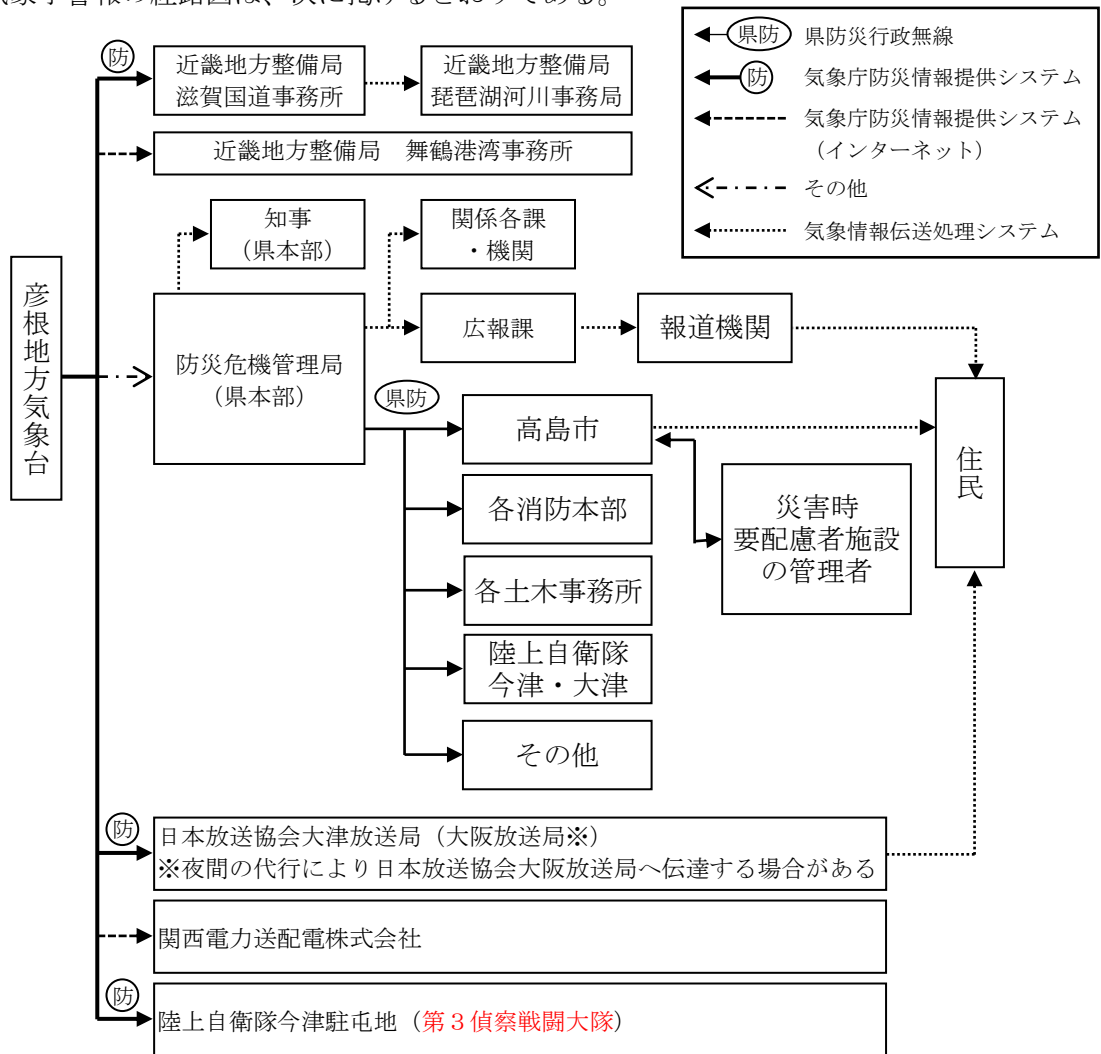 気象予警報の経路図は、次に掲げるとおりである。
県防
県防災行政無線
防
気象庁防災情報提供システム
気象庁防災情報提供システム
（インターネット）
その他
気象情報伝送処理システム
防
近畿地方整備局
滋賀国道事務所
近畿地方整備局
琵琶湖河川事務局
近畿地方整備局　舞鶴港湾事務所
知事
（県本部）
関係各課
・機関
彦根地方気象台
防災危機管理局
（県本部）
広報課
報道機関
県防
高島市
住民
各消防本部
災害時
要配慮者施設
の管理者
各土木事務所
陸上自衛隊
今津・大津
その他
防
日本放送協会大津放送局（大阪放送局※）
※夜間の代行により日本放送協会大阪放送局へ伝達する場合がある
関西電力送配電株式会社
防
陸上自衛隊今津駐屯地（第３偵察戦闘大隊）